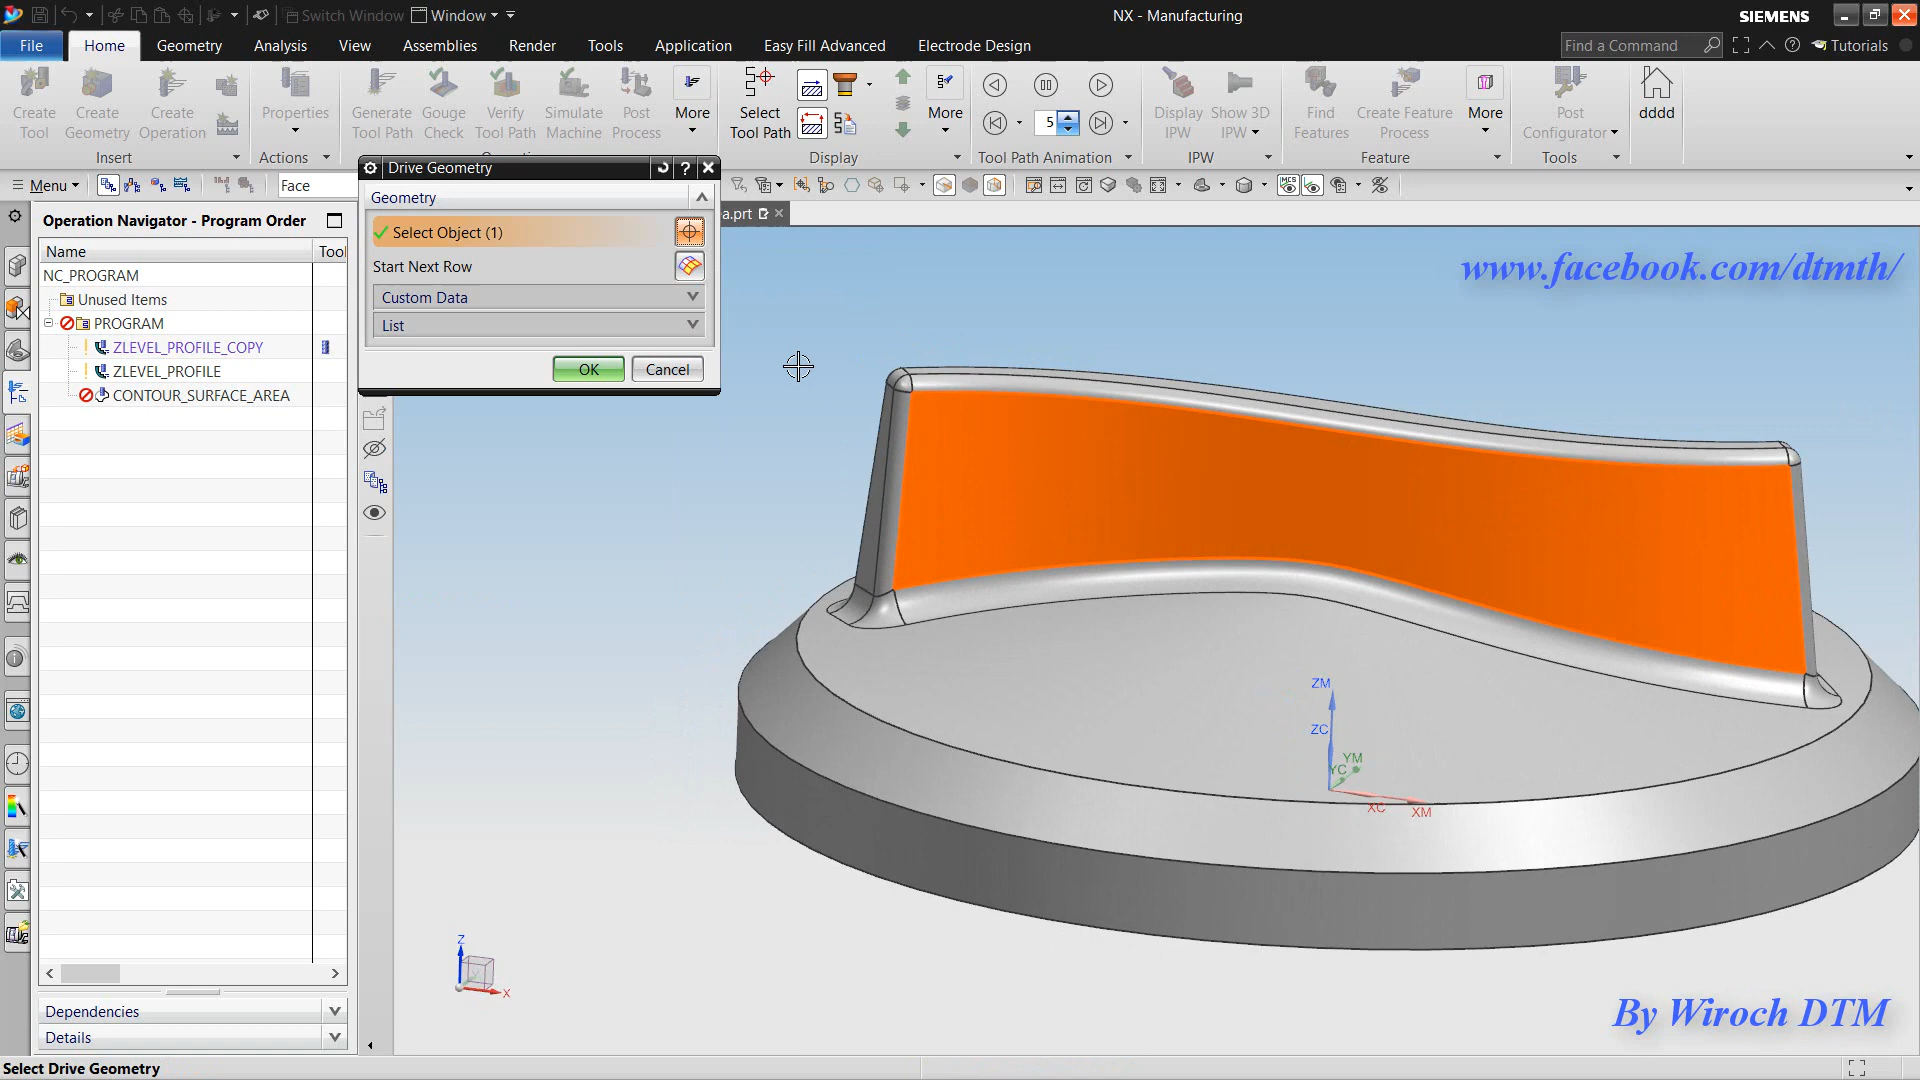 Switch Window
Window
NX - Manufacturing
SIEMENS
File
Home
Geometry
Analysis
View
Assemblies
Render
Tools
Application
Easy Fill Advanced
Electrode Design
Find a Command
Tutorials
Create Tool
Create Geometry
Create Operation
Properties
Generate Tool Path
Gouge Check
Verify Tool Path
Simulate Machine
Post Process
More
Select Tool Path
More
5
Display IPW
Show 3D IPW
Find Features
Create Feature Process
More
Post Configurator
dddd
Insert
Actions
Display
Tool Path Animation
IPW
Feature
Tools
Menu
Face
MCS
Drive Geometry
Geometry
Select Object (1)
Start Next Row
Custom Data
List
OK
Cancel
a.prt
Operation Navigator - Program Order
Name
Tool
NC_PROGRAM
Unused Items
PROGRAM
ZLEVEL_PROFILE_COPY
ZLEVEL_PROFILE
CONTOUR_SURFACE_AREA
www.facebook.com/dtmth/
ZM
ZC
YM
YC
XC
XM
Z
X
Dependencies
Details
By Wiroch DTM
Select Drive Geometry